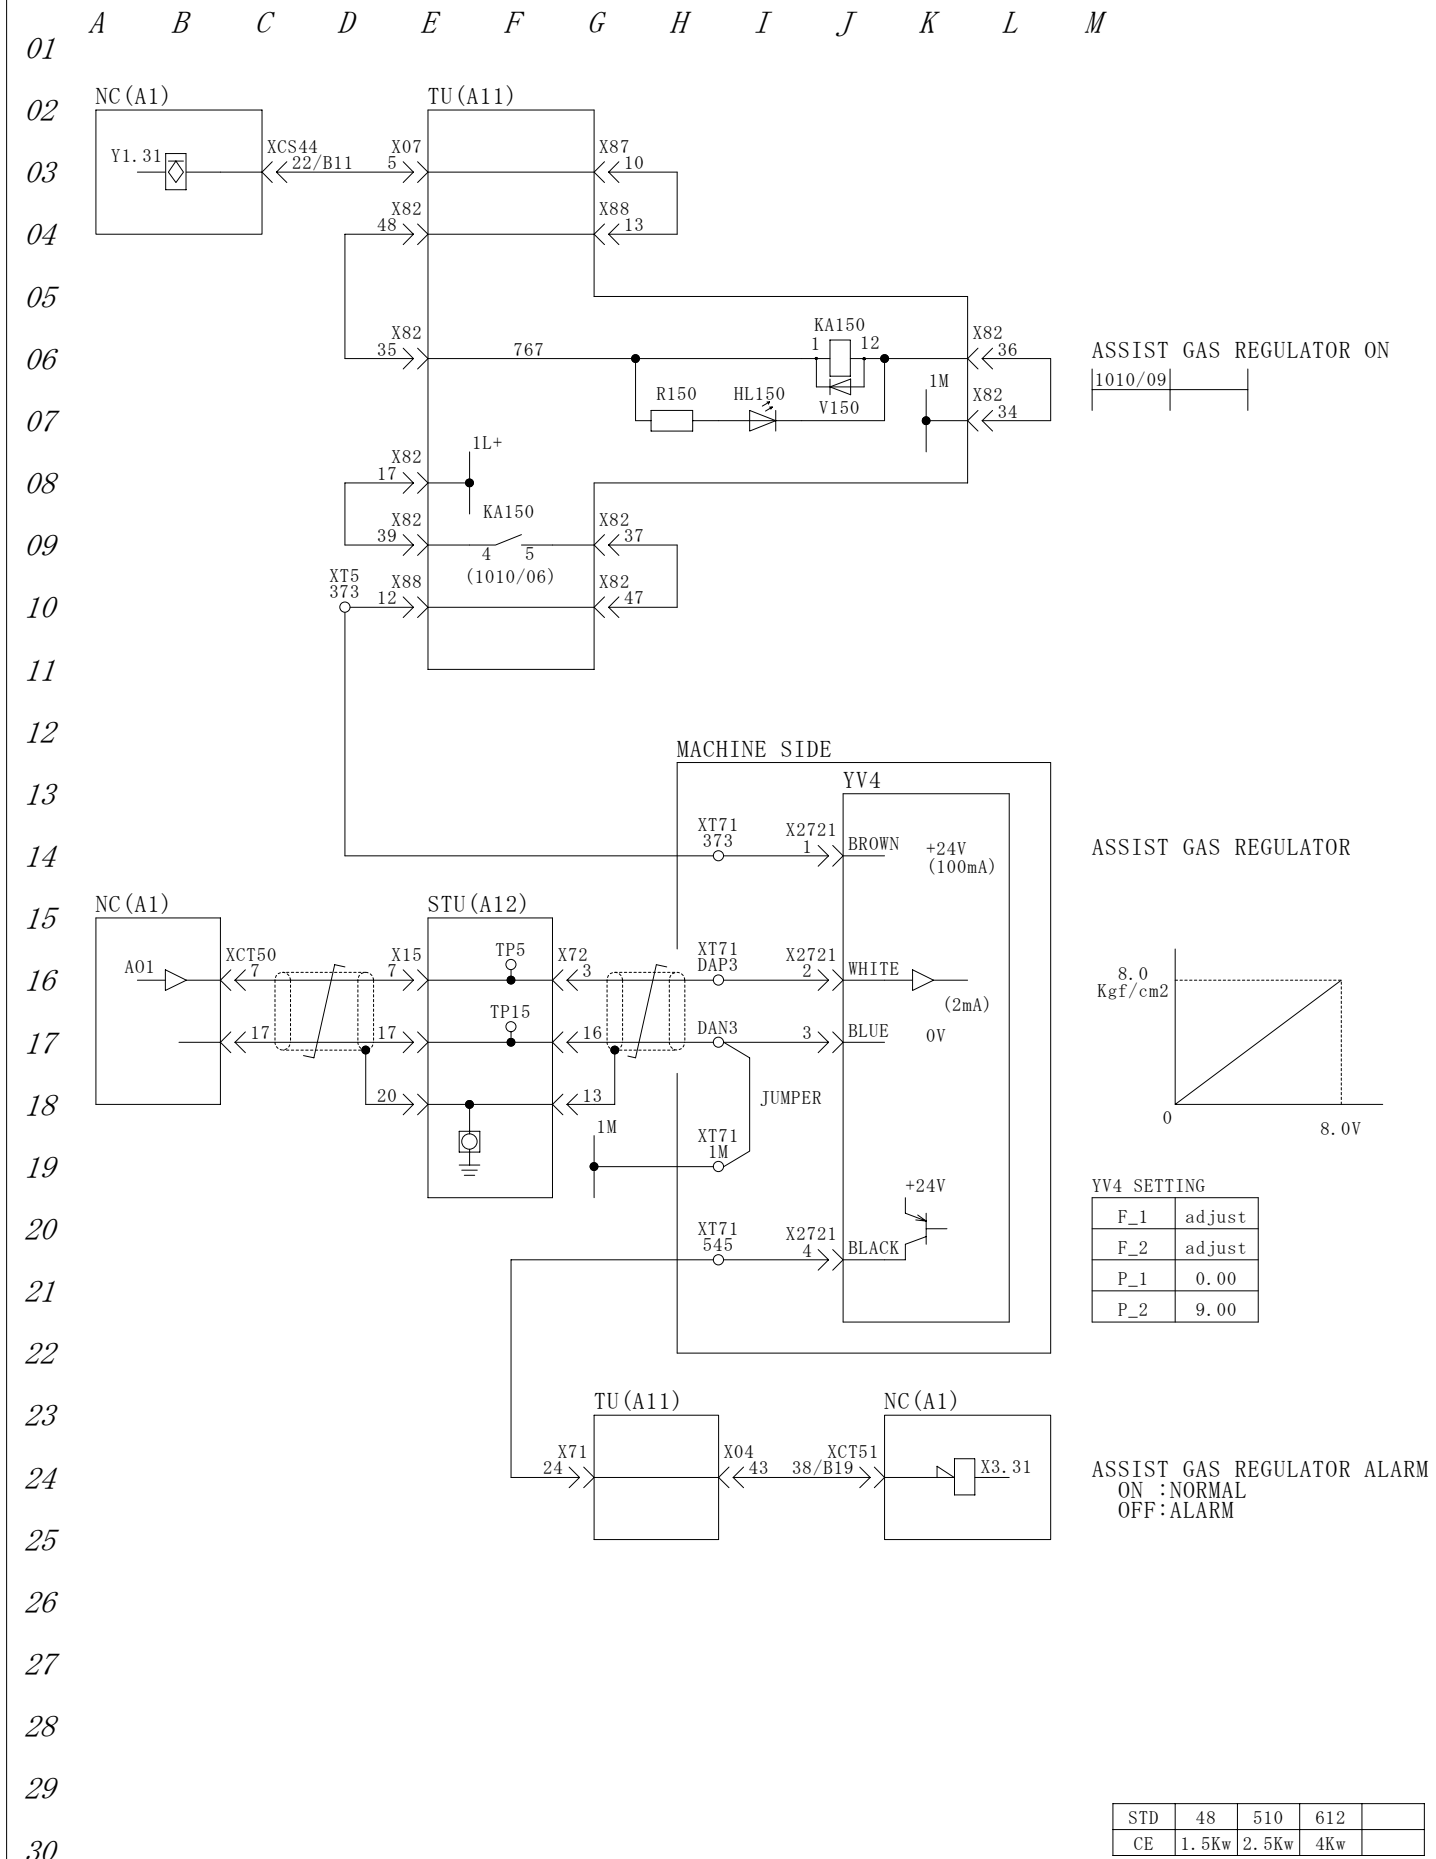 A B C D E F G H I J K L M
01
NC(A1) TU(A11)
02
XCS44 X07 X87
Y1.31 22/B11 5 10
03
X82 X88
48 13
04
05
KA150
X82 1 12 X82
35 767 36 ASSIST GAS REGULATOR ON
06
R150 HL150 1M 1010/09
X82
V150 34
07
1L+
X82
17
08
KA150
X82 X82
39 4 5 37
09
(1010/06)
XT5
373 X88 X82
12 47
10
11
12
MACHINE SIDE
YV4
13
XT71 X2721
373 1 BROWN +24V ASSIST GAS REGULATOR
(100mA)
14
NC(A1) STU(A12)
15
XCT50 X15 TP5 X72 XT71 X2721
AO1 7 7 3 DAP3 2 WHITE 8.0
Kgf/cm2
16
(2mA)
TP15
17 17 16 DAN3 3 BLUE 0V
17
20 13 JUMPER
18
0 8.0V
1M XT71
1M
19
+24V YV4 SETTING
F_1 adjust
20
XT71 X2721
545 4 BLACK F_2 adjust
P_1 0.00
21
P_2 9.00
22
TU(A11) NC(A1)
23
X71 X04 XCT51
24 43 38/B19 X3.31 ASSIST GAS REGULATOR ALARM
24
ON :NORMAL
OFF:ALARM
25
26
27
28
29
STD 48 510 612
CE 1.5Kw 2.5Kw 4Kw
30